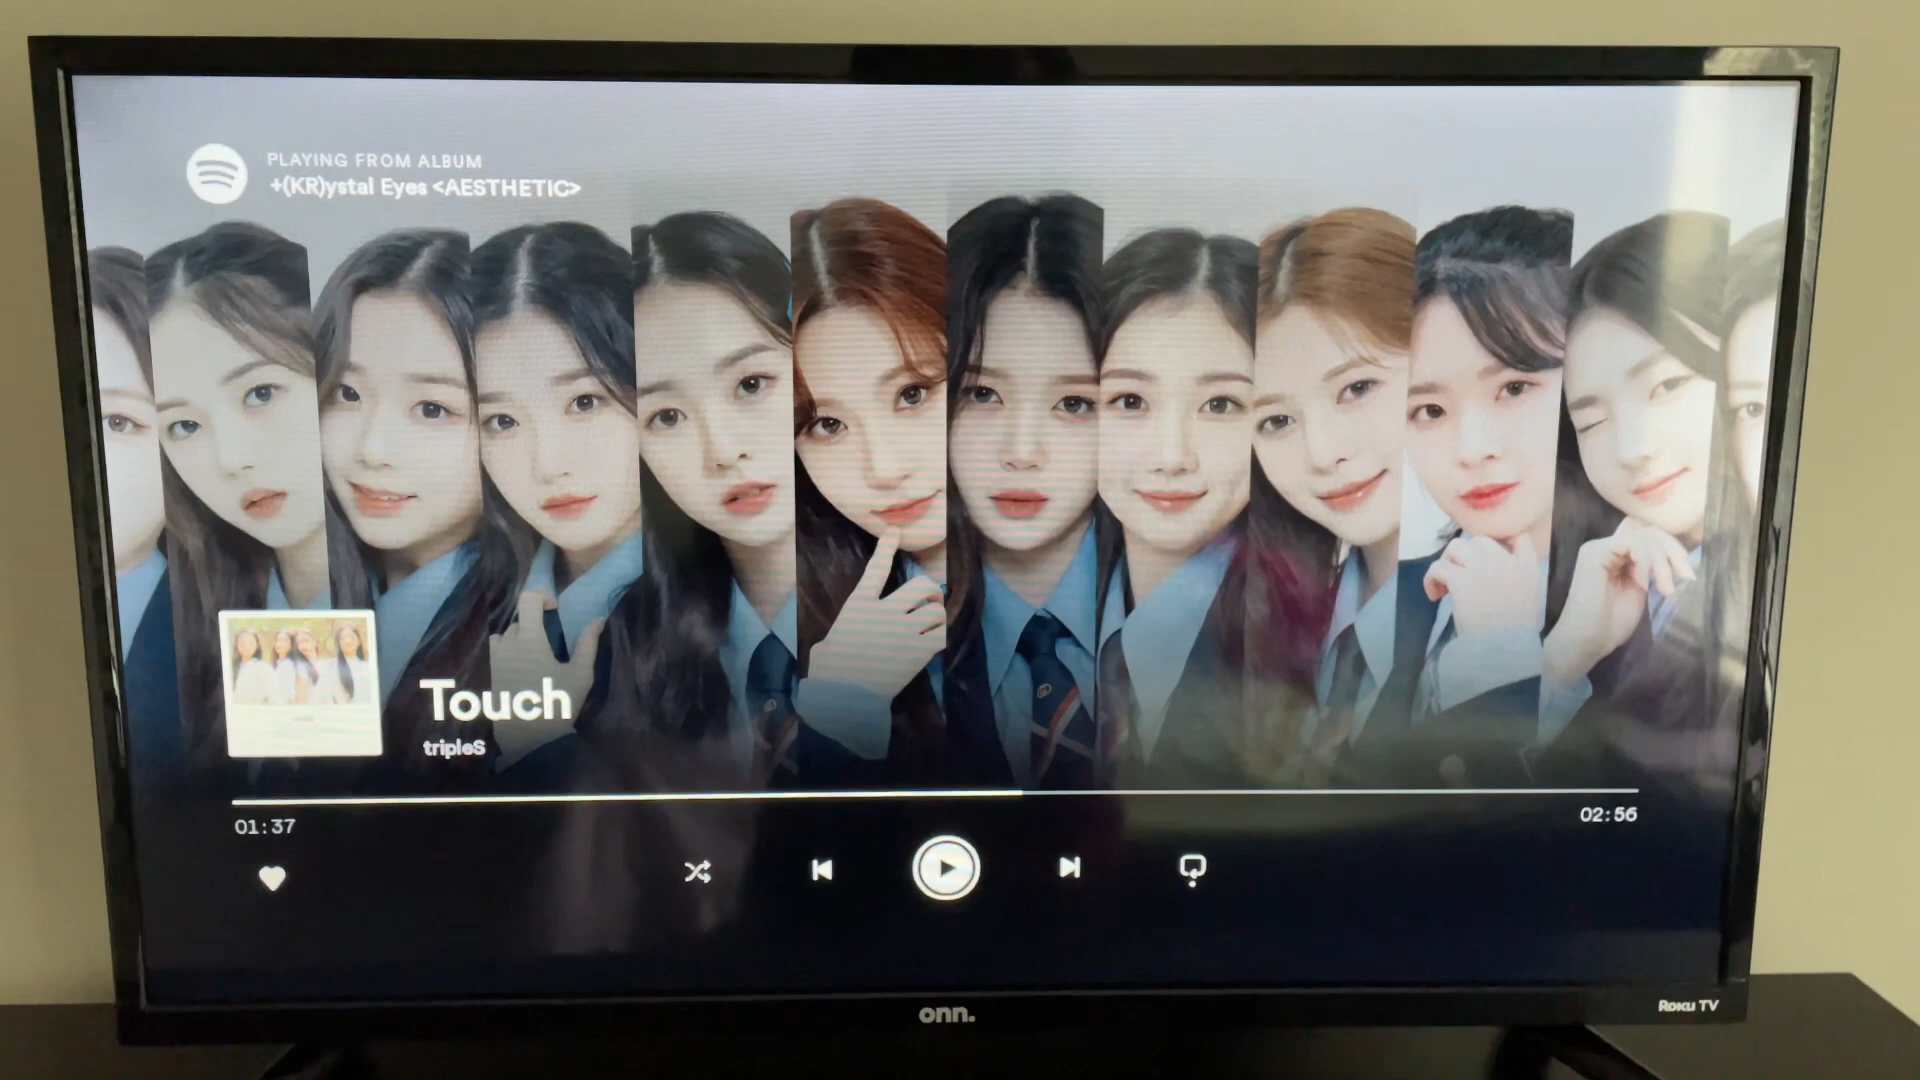 PLAYING FROM ALBUM
+(KR)ystal Eyes <AESTHETIC>
Touch
tripleS
01:37
02:56
onn.
Roku TV